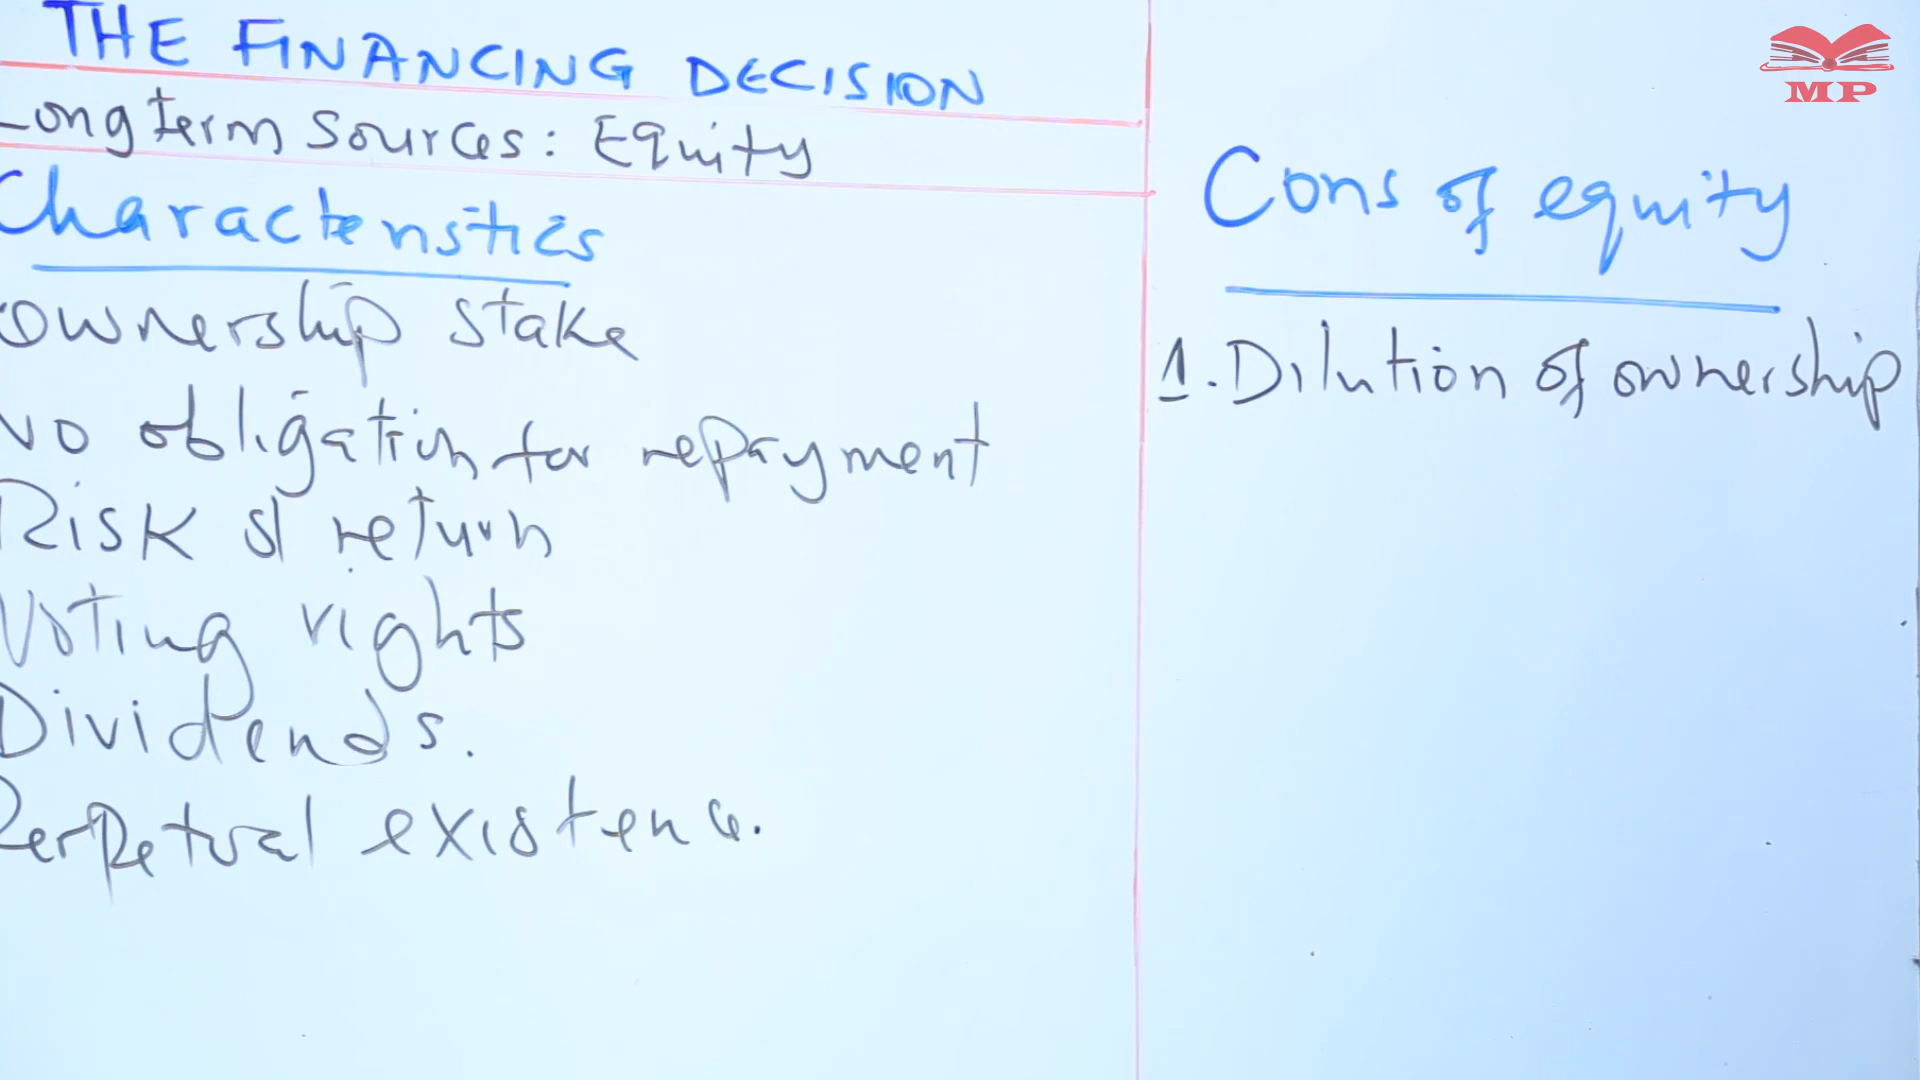 THE FINANCING DECISION
Long term sources: Equity
Characteristics
ownership stake
No obligation for repayment
Risk & return
Voting rights
Dividends.
Perpetual existence.
MP
Cons of equity
1. Dilution of ownership